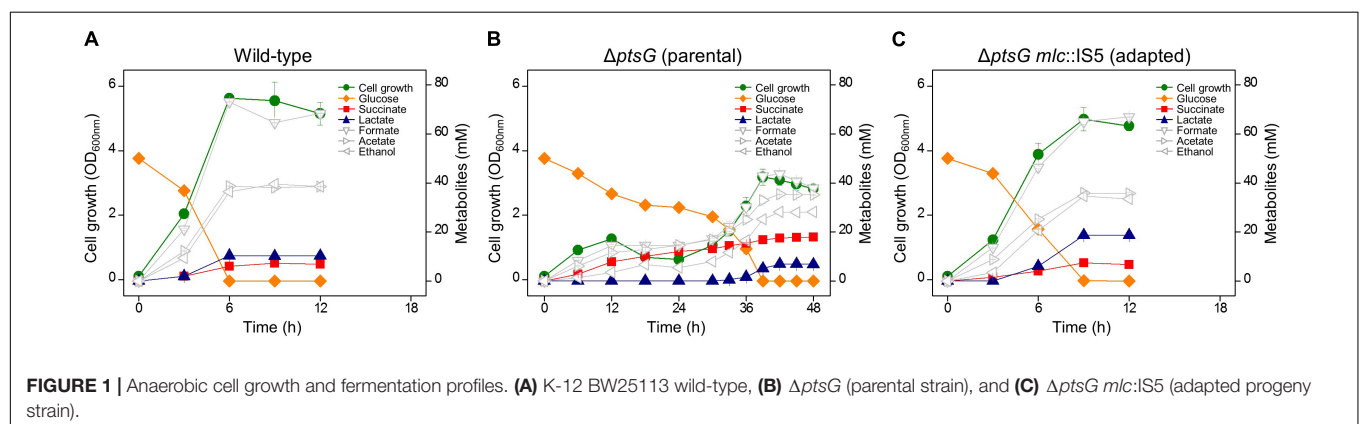 A
Wild-type
6
4
2
0
Cell growth (OD600nm)
80
60
40
20
0
Metabolites (mM)
Cell growth
Glucose
Succinate
Lactate
Formate
Acetate
Ethanol
0
6
12
18
Time (h)
B
ΔptsG (parental)
6
4
2
0
Cell growth (OD600nm)
80
60
40
20
0
Metabolites (mM)
Cell growth
Glucose
Succinate
Lactate
Formate
Acetate
Ethanol
0
12
24
36
48
Time (h)
C
ΔptsG mlc::IS5 (adapted)
6
4
2
0
Cell growth (OD600nm)
80
60
40
20
0
Metabolites (mM)
Cell growth
Glucose
Succinate
Lactate
Formate
Acetate
Ethanol
0
6
12
18
Time (h)
FIGURE 1 | Anaerobic cell growth and fermentation profiles. (A) K-12 BW25113 wild-type, (B) ΔptsG (parental strain), and (C) ΔptsG mlc:IS5 (adapted progeny
strain).